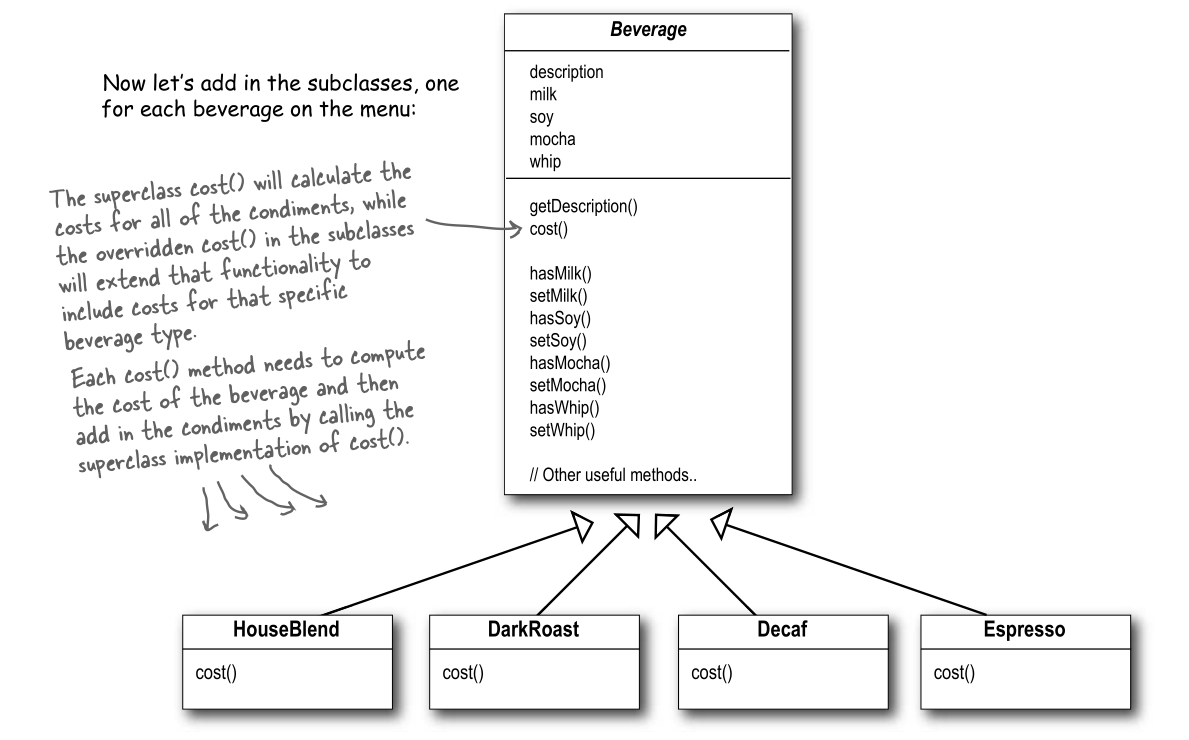 Beverage
description
milk
soy
mocha
whip
getDescription()
cost()
hasMilk()
setMilk()
hasSoy()
setSoy()
hasMocha()
setMocha()
hasWhip()
setWhip()
// Other useful methods..
Now let's add in the subclasses, one
for each beverage on the menu:
The superclass cost() will calculate the
costs for all of the condiments, while
the overridden cost() in the subclasses
will extend that functionality to
include costs for that specific
beverage type.
Each cost() method needs to compute
the cost of the beverage and then
add in the condiments by calling the
superclass implementation of cost().
HouseBlend
cost()
DarkRoast
cost()
Decaf
cost()
Espresso
cost()